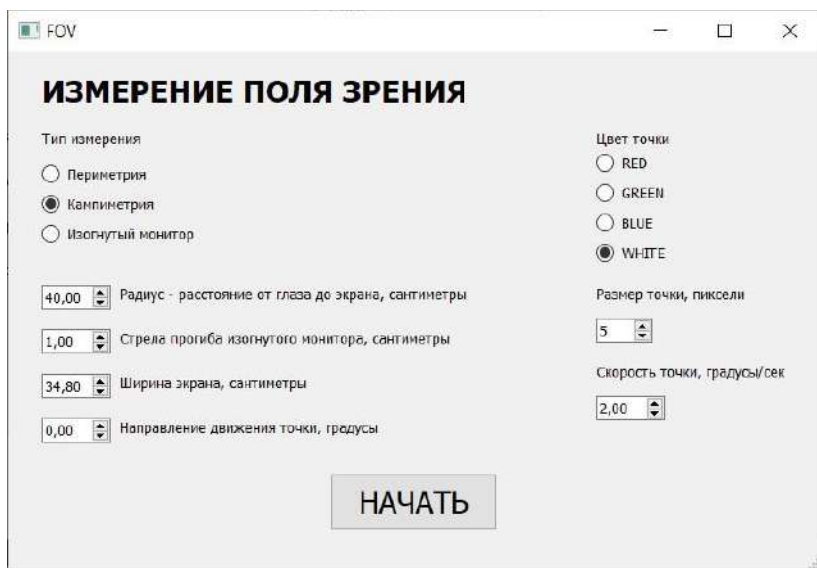 FOV
ИЗМЕРЕНИЕ ПОЛЯ ЗРЕНИЯ
Тип измерения
Периметрия
Кампиметрия
Изогнутый монитор
40,00 Радиус - расстояние от глаза до экрана, сантиметры
1,00 Стрела прогиба изогнутого монитора, сантиметры
34,80 Ширина экрана, сантиметры
0,00 Направление движения точки, градусы
Цвет точки
RED
GREEN
BLUE
WHITE
Размер точки, пиксели
5
Скорость точки, градусы/сек
2,00
НАЧАТЬ